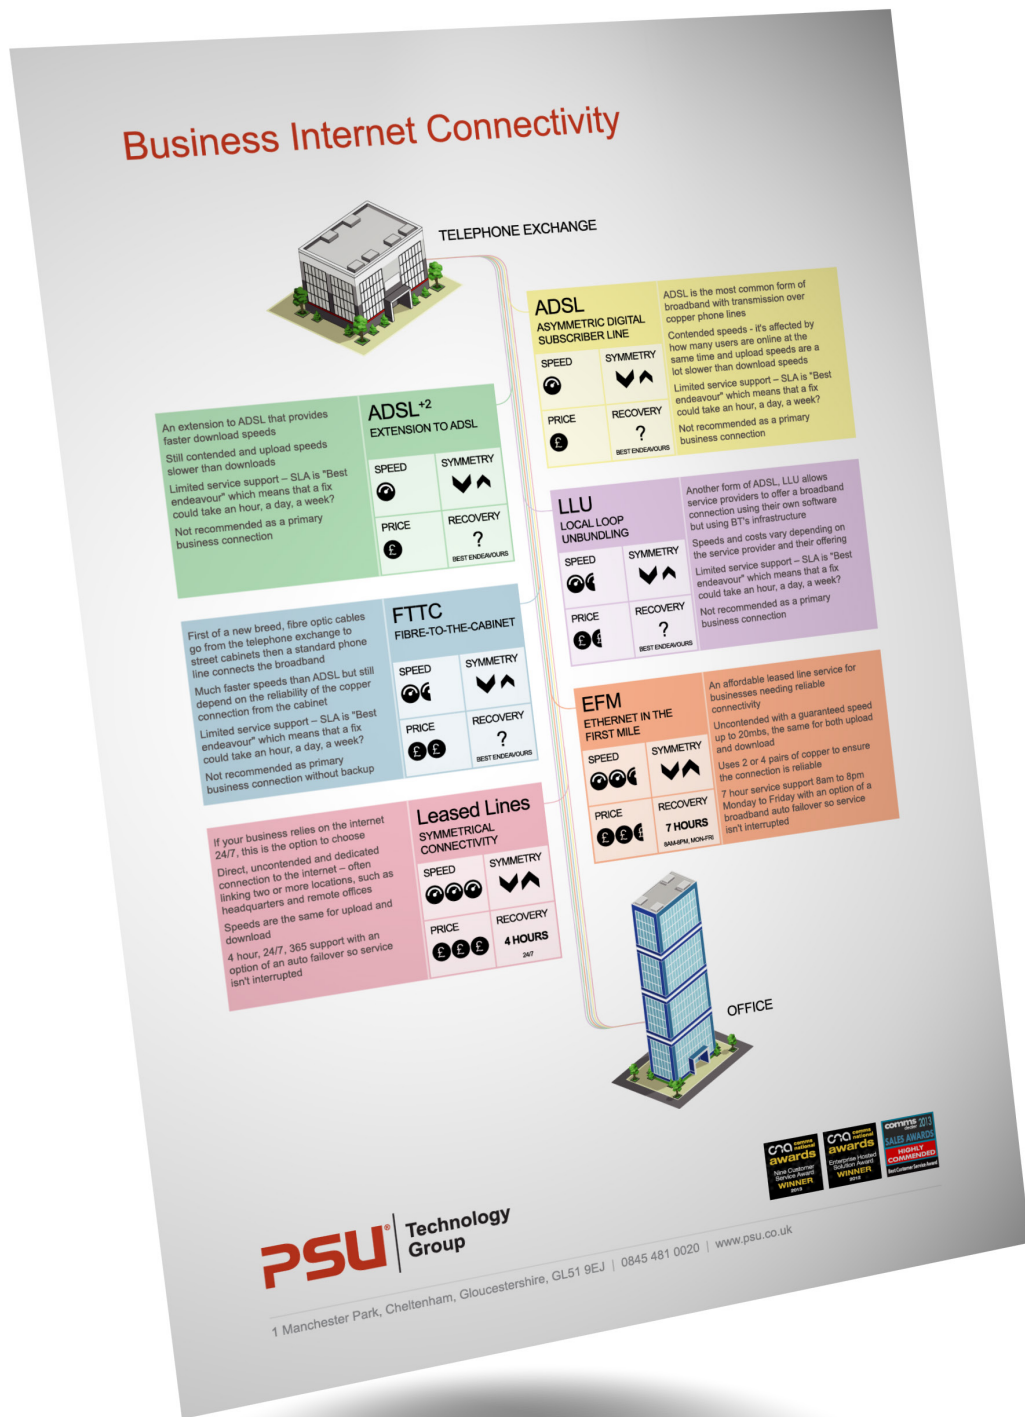 Business Internet Connectivity
TELEPHONE EXCHANGE
ADSL
ASYMMETRIC DIGITAL
SUBSCRIBER LINE
SPEED
SYMMETRY
PRICE
£
RECOVERY
?
BEST ENDEAVOURS
ADSL is the most common form of
broadband with transmission over
copper phone lines
Contended speeds - it's affected by
how many users are online at the
same time and upload speeds are a
lot slower than download speeds
Limited service support – SLA is "Best
endeavour" which means that a fix
could take an hour, a day, a week?
Not recommended as a primary
business connection
An extension to ADSL that provides
faster download speeds
Still contended and upload speeds
slower than downloads
Limited service support – SLA is "Best
endeavour" which means that a fix
could take an hour, a day, a week?
Not recommended as a primary
business connection
ADSL+2
EXTENSION TO ADSL
SPEED
SYMMETRY
PRICE
£
RECOVERY
?
BEST ENDEAVOURS
LLU
LOCAL LOOP
UNBUNDLING
SPEED
SYMMETRY
PRICE
££
RECOVERY
?
BEST ENDEAVOURS
Another form of ADSL, LLU allows
service providers to offer a broadband
connection using their own software
but using BT's infrastructure
Speeds and costs vary depending on
the service provider and their offering
Limited service support – SLA is "Best
endeavour" which means that a fix
could take an hour, a day, a week?
Not recommended as a primary
business connection
First of a new breed, fibre optic cables
go from the telephone exchange to
street cabinets then a standard phone
line connects the broadband
Much faster speeds than ADSL but still
depend on the reliability of the copper
connection from the cabinet
Limited service support – SLA is "Best
endeavour" which means that a fix
could take an hour, a day, a week?
Not recommended as primary
business connection without backup
FTTC
FIBRE-TO-THE-CABINET
SPEED
SYMMETRY
PRICE
££
RECOVERY
?
BEST ENDEAVOURS
EFM
ETHERNET IN THE
FIRST MILE
SPEED
SYMMETRY
PRICE
£££
RECOVERY
7 HOURS
8AM-8PM, MON-FRI
An affordable leased line service for
businesses needing reliable
connectivity
Uncontended with a guaranteed speed
up to 20mbs, the same for both upload
and download
Uses 2 or 4 pairs of copper to ensure
the connection is reliable
7 hour service support 8am to 8pm
Monday to Friday with an option of a
broadband auto failover so service
isn't interrupted
If your business relies on the internet
24/7, this is the option to choose
Direct, uncontended and dedicated
connection to the internet – often
linking two or more locations, such as
headquarters and remote offices
Speeds are the same for upload and
download
4 hour, 24/7, 365 support with an
option of an auto failover so service
isn't interrupted
Leased Lines
SYMMETRICAL
CONNECTIVITY
SPEED
SYMMETRY
PRICE
£££
RECOVERY
4 HOURS
24/7
OFFICE
cna comms
national
awards
Nine Customer
Service Award
WINNER
2013
cna comms
national
awards
Enterprise Hosted
Solution Award
WINNER
2012
comms
dealer
2013
SALES AWARDS
HIGHLY
COMMENDED
Best Customer Service Award
PSU®
Technology
Group
1 Manchester Park, Cheltenham, Gloucestershire, GL51 9EJ | 0845 481 0020 | www.psu.co.uk